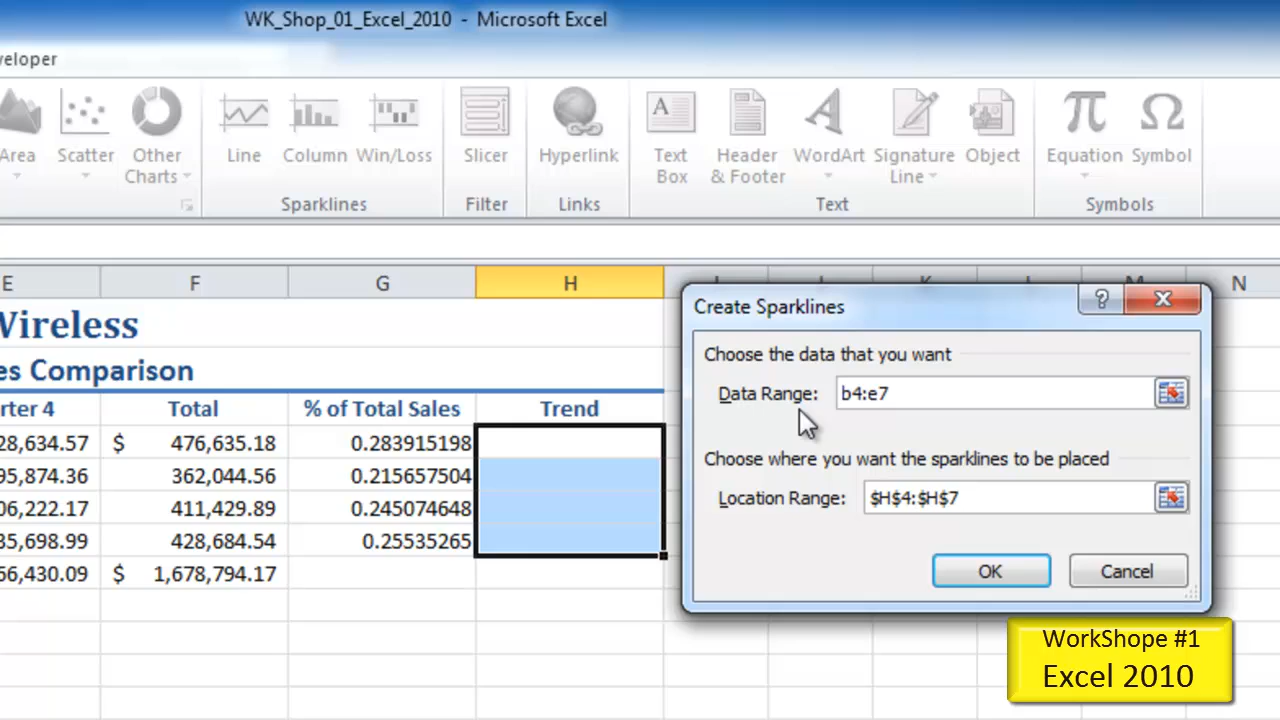 WK_Shop_01_Excel_2010 - Microsoft Excel
veloper
Area Scatter Other Charts Line Column Win/Loss Slicer Hyperlink Text Box Header & Footer WordArt Signature Line Object Equation Symbol
Sparklines Filter Links Text Symbols
E F G H N
Wireless
es Comparison
rter 4 Total % of Total Sales Trend
28,634.57 $ 476,635.18 0.283915198
95,874.36 362,044.56 0.215657504
06,222.17 411,429.89 0.245074648
35,698.99 428,684.54 0.25535265
56,430.09 $ 1,678,794.17
Create Sparklines
?
Choose the data that you want
Data Range: b4:e7
Choose where you want the sparklines to be placed
Location Range: $H$4:$H$7
OK Cancel
WorkShope #1
Excel 2010